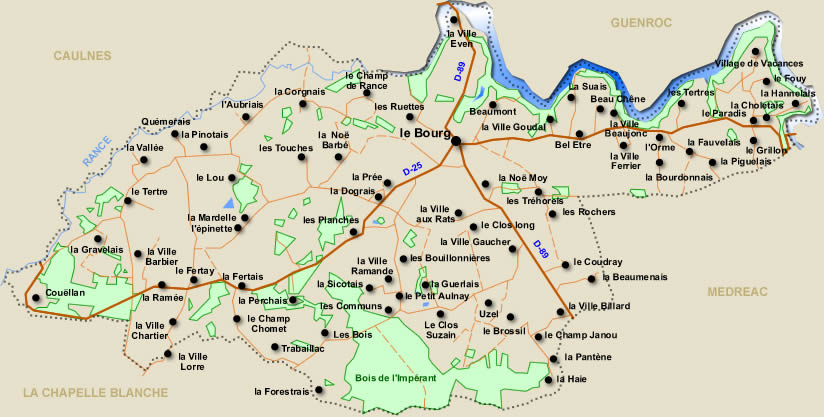 la Ville
Even
GUENROC
CAULNES
D-89
Village de Vacances
le Champ
de Rance
la Corgnais
le Fouy
la Suais
les Tertres
la Hannelais
l'Aubriais
Beau Chêne
la Choletais
les Ruettes
Beaumont
le Paradis
Quémerais
la Ville Goudal
la Ville
Beaujonc
le Bourg
la Pinotais
la Noë
Barbé
RANCE
la Vallée
les Touches
Bel Etre
la Ville
Ferrier
l'Orme
la Fauvelais
le Grillon
la Piguelais
D-25
la Prée
la Noë Moy
la Bourdonnais
le Lou
la Dograis
le Tertre
les Tréhorels
la Ville
aux Rats
les Rochers
la Mardelle
l'épinette
les Planches
le Clos long
la Ville Gaucher
D-89
la Gravelais
la Ville
Barbier
les Bouillonnières
la Ville
Ramande
le Coudray
le Fertay
la Fertais
la Beaumenais
Couëllan
la Ramée
la Sicotais
la Guerlais
MEDREAC
la Perchais
le Petit Aulnay
les Communs
la Ville Billard
Uzel
la Ville
Chartier
le Champ
Chomet
Le Clos
Suzain
le Brossil
Les Bois
le Champ Janou
Trabaillac
la Ville
Lorre
la Pantène
Bois de l'Impérant
la Haie
LA CHAPELLE BLANCHE
la Forestrais